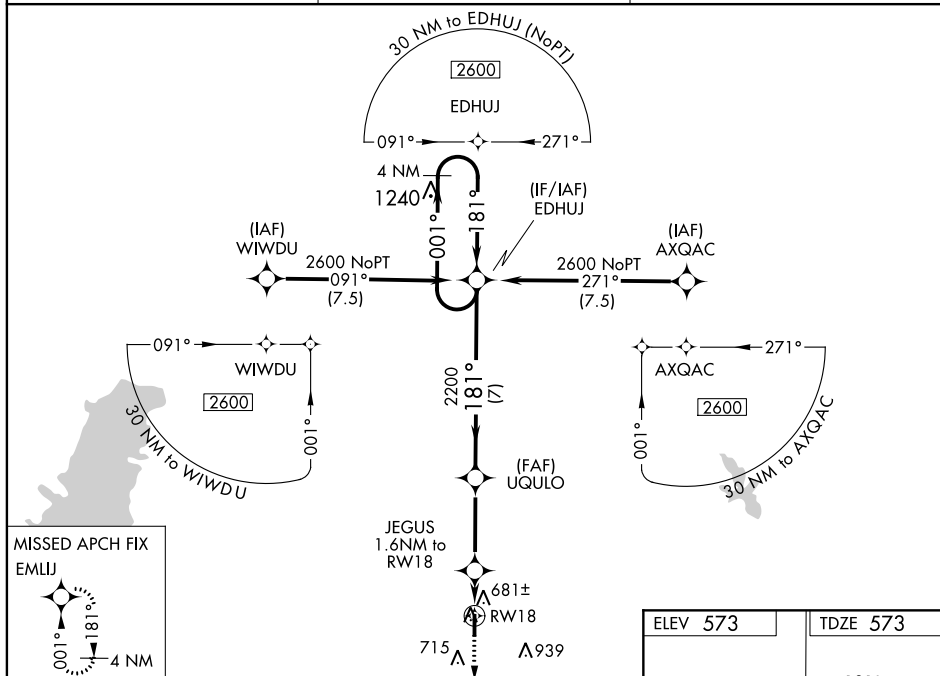 30 NM to EDHUJ (NoPT)
2600
EDHUJ
091°
271°
4 NM
1240
001°
181°
(IF/IAF)
EDHUJ
(IAF)
WIWDU
(IAF)
AXQAC
2600 NoPT
091°
(7.5)
2600 NoPT
271°
(7.5)
091°
WIWDU
2600
001°
30 NM to WIWDU
271°
AXQAC
2600
001°
30 NM to AXQAC
2200
181°
(7)
(FAF)
UQULO
JEGUS
1.6NM to
RW18
681±
RW18
715
939
MISSED APCH FIX
EMLIJ
001°
181°
4 NM
ELEV 573
TDZE 573